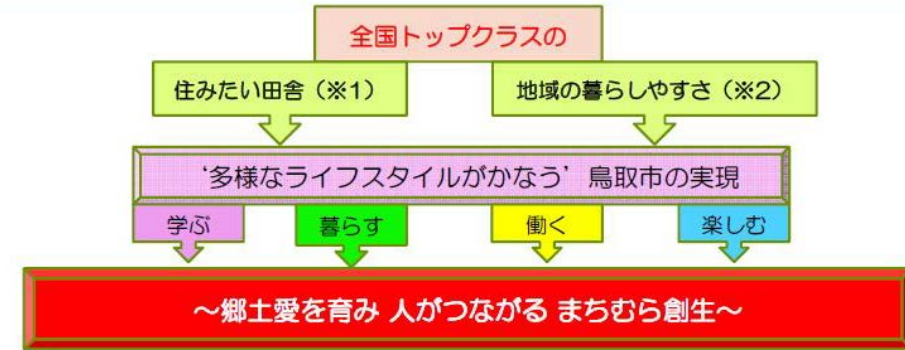 全国トップクラスの
住みたい田舎（※1） 地域の暮らしやすさ（※2）
‘多様なライフスタイルがかなう’鳥取市の実現
学ぶ 暮らす 働く 楽しむ
～郷土愛を育み 人がつながる まちむら創生～